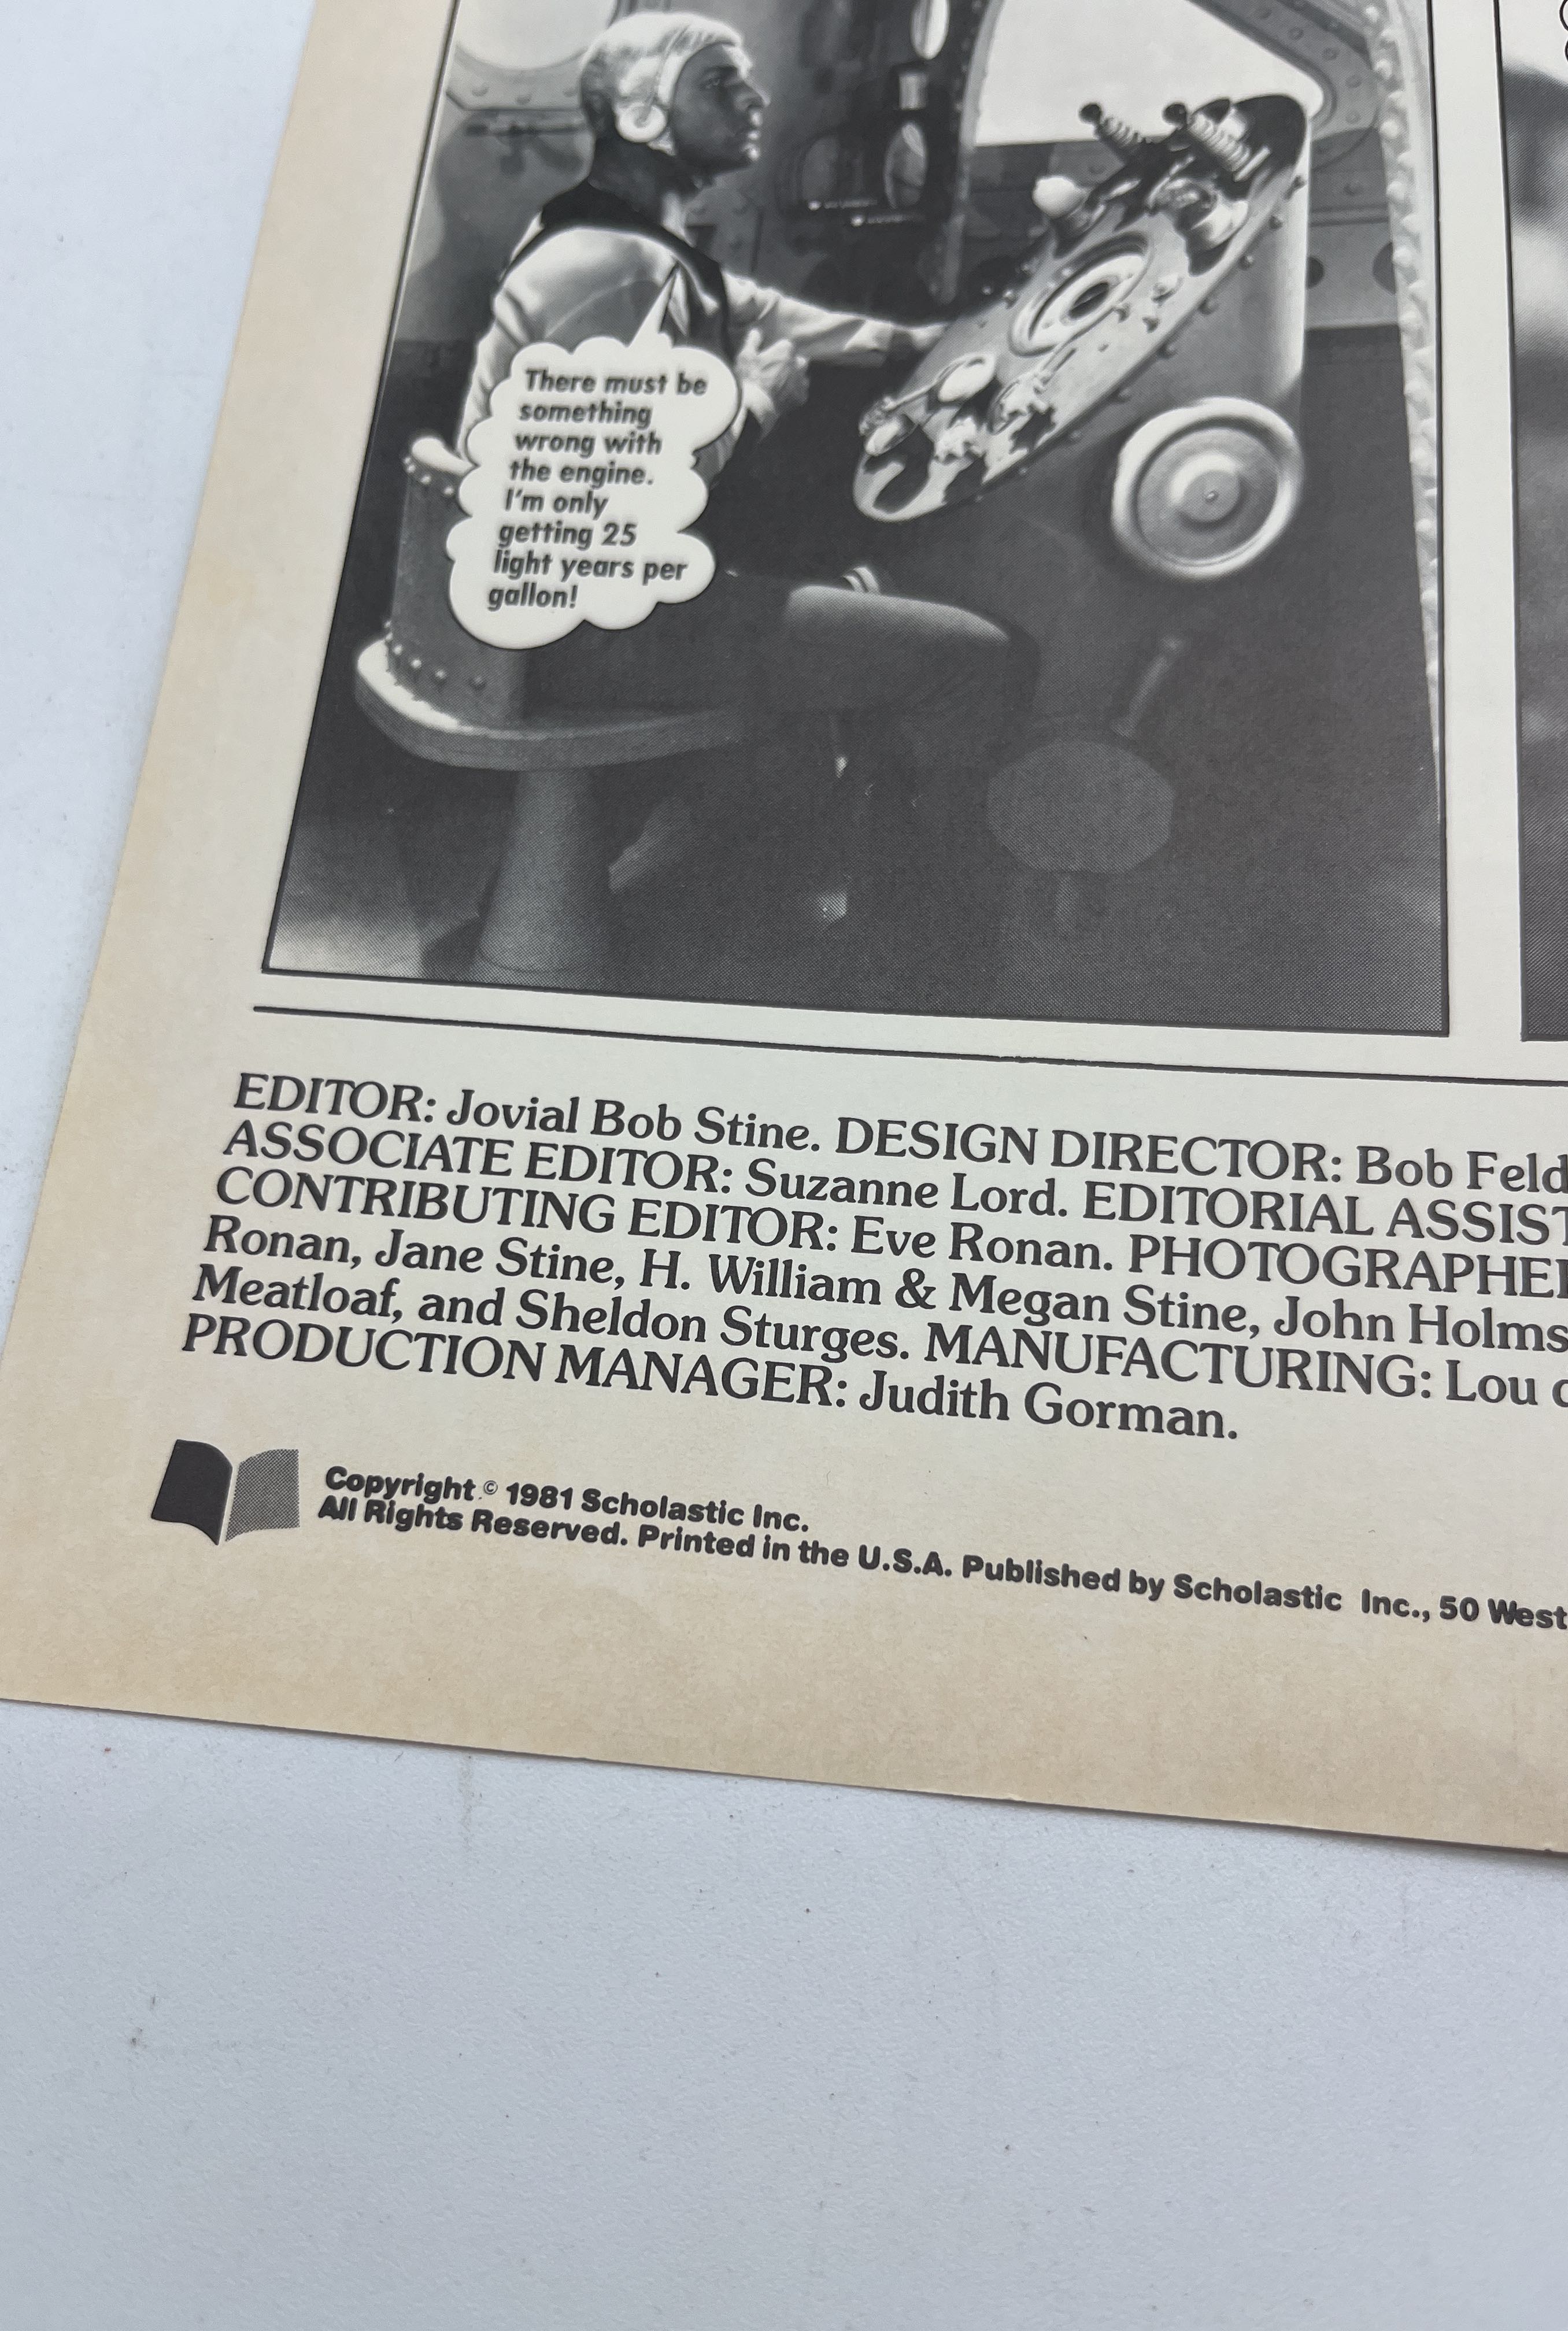 There must be
something
wrong with
the engine.
I'm only
getting 25
light years per
gallon!
EDITOR: Jovial Bob Stine. DESIGN DIRECTOR: Bob Feld
ASSOCIATE EDITOR: Suzanne Lord. EDITORIAL ASSIST
CONTRIBUTING EDITOR: Eve Ronan. PHOTOGRAPHE
Ronan, Jane Stine, H. William & Megan Stine, John Holms
Meatloaf, and Sheldon Sturges. MANUFACTURING: Lou
PRODUCTION MANAGER: Judith Gorman.
Copyright © 1981 Scholastic Inc.
All Rights Reserved. Printed in the U.S.A. Published by Scholastic Inc., 50 West